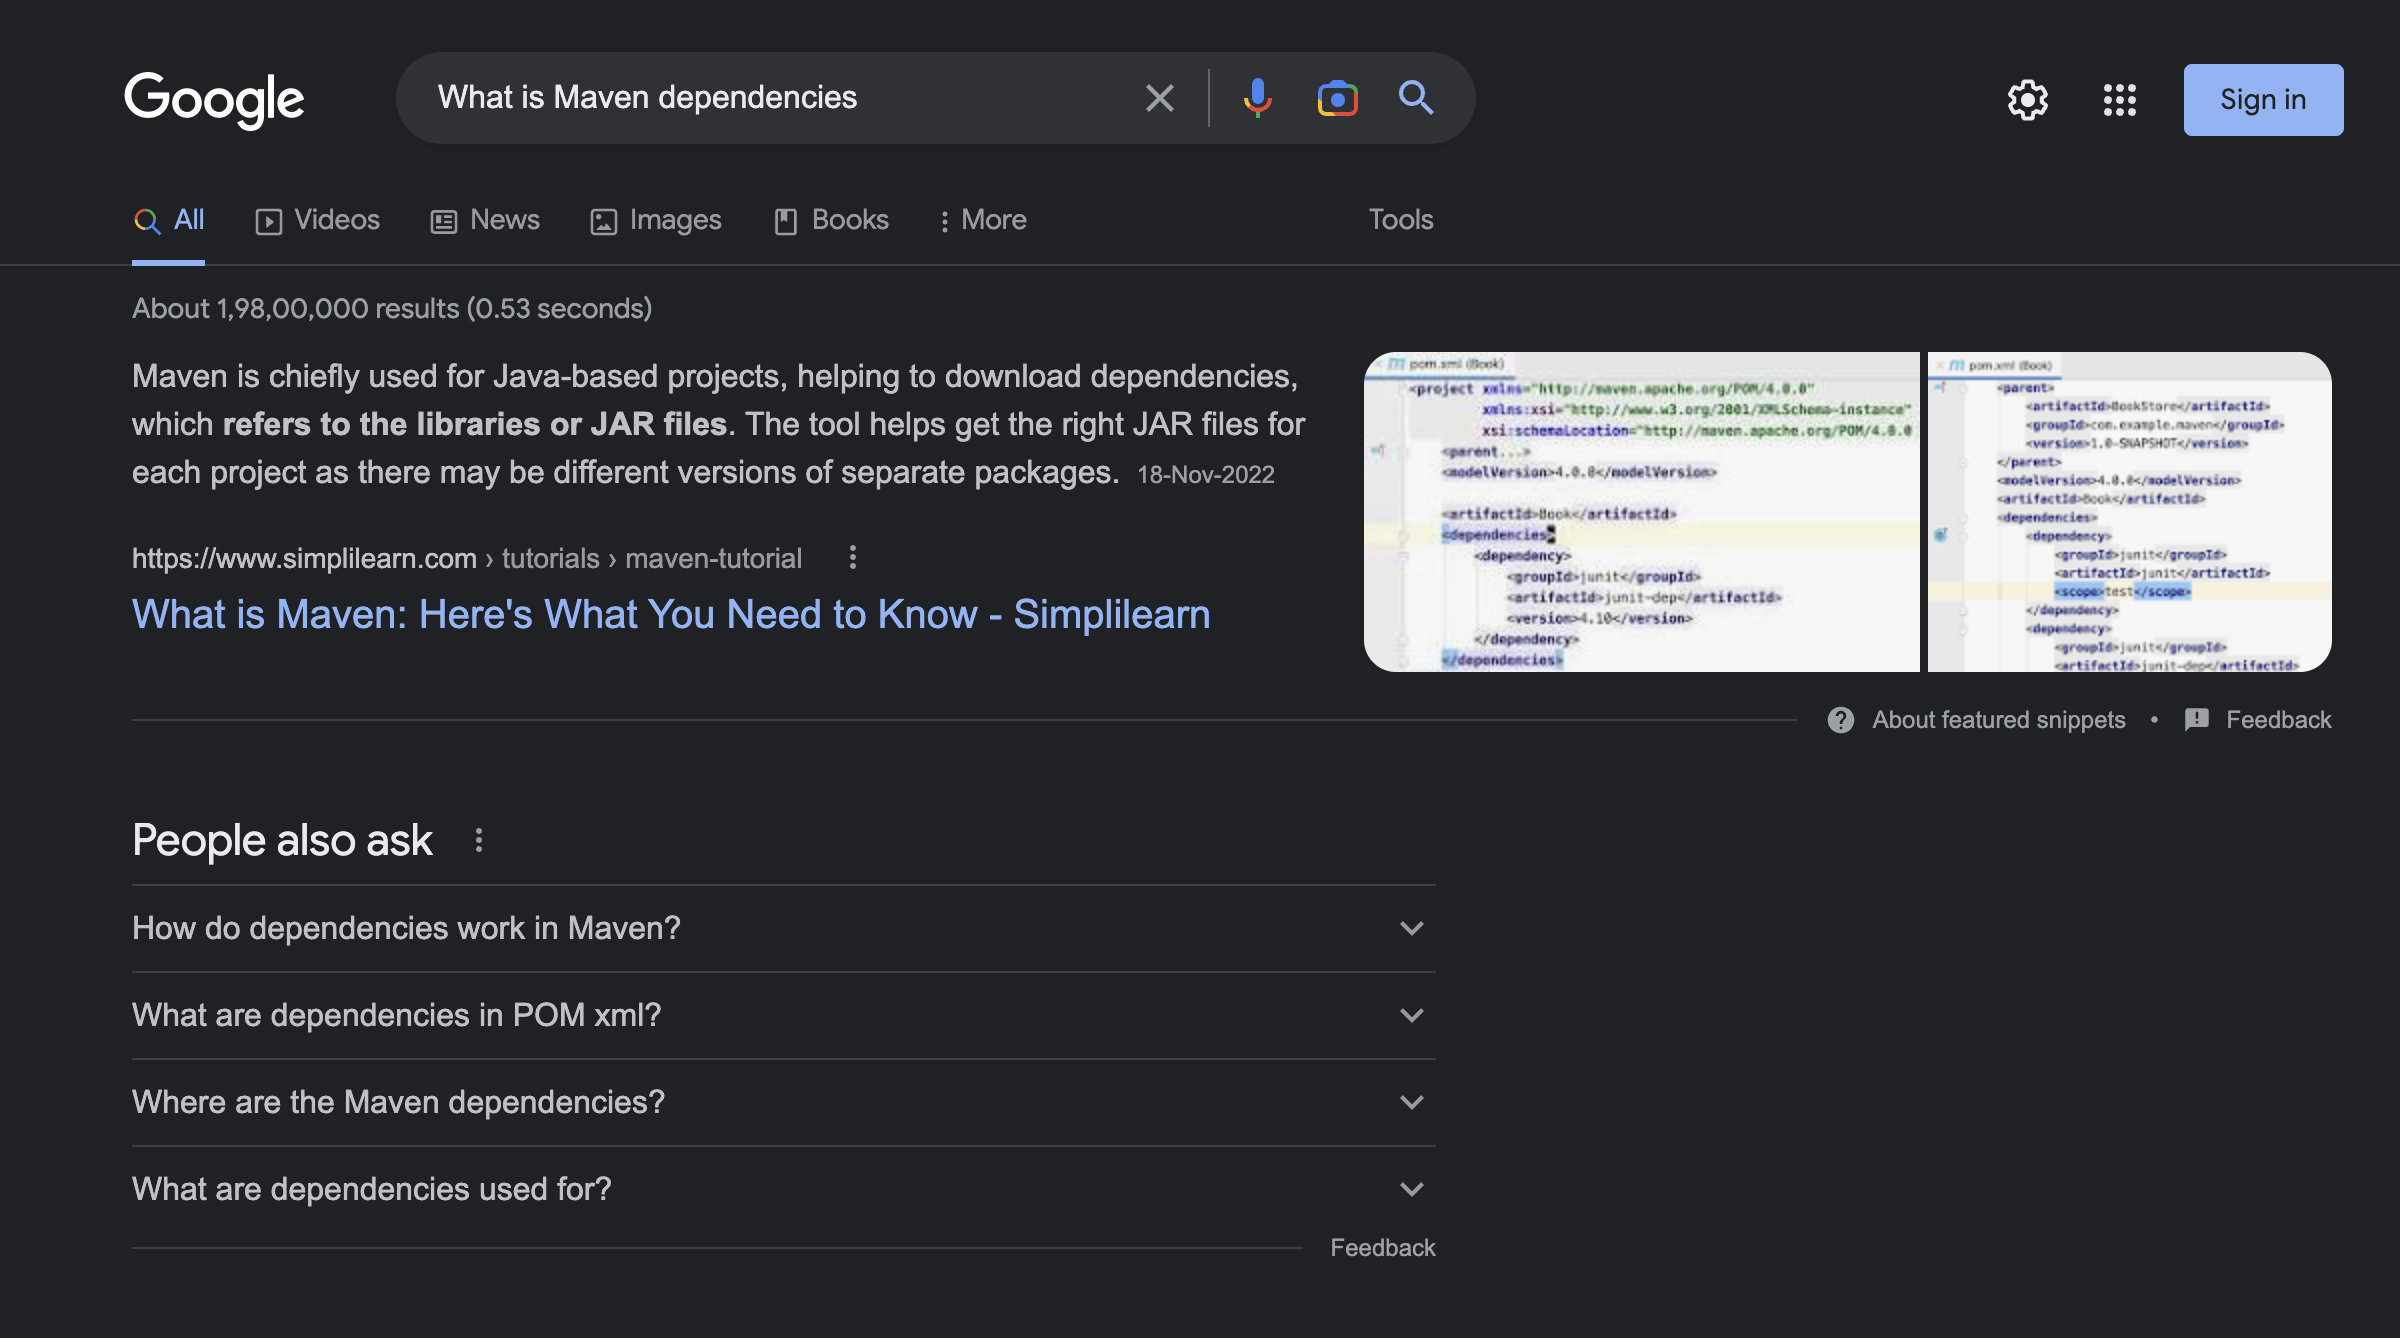 Google
What is Maven dependencies
Sign in
All
Videos
News
Images
Books
More
Tools
About 1,98,00,000 results (0.53 seconds)
Maven is chiefly used for Java-based projects, helping to download dependencies,
which refers to the libraries or JAR files. The tool helps get the right JAR files for
each project as there may be different versions of separate packages. 18-Nov-2022
https://www.simplilearn.com › tutorials › maven-tutorial
What is Maven: Here's What You Need to Know - Simplilearn
pom.xml (Book)
<project xmlns="http://maven.apache.org/POM/4.0.0"
xmlns:xsi="http://www.w3.org/2001/XMLSchema-instance"
xsi:schemaLocation="http://maven.apache.org/POM/4.0.0
<parent...>
<modelVersion>4.0.0</modelVersion>
<artifactId>Book</artifactId>
<dependencies>
<dependency>
<groupId>junit</groupId>
<artifactId>junit-dep</artifactId>
<version>4.10</version>
</dependency>
</dependencies>
pom.xml (Book)
<parent>
<artifactId>BookStore</artifactId>
<groupId>com.example.maven</groupId>
<version>1.0-SNAPSHOT</version>
</parent>
<modelVersion>4.0.0</modelVersion>
<artifactId>Book</artifactId>
<dependencies>
<dependency>
<groupId>junit</groupId>
<artifactId>junit</artifactId>
<scope>test</scope>
</dependency>
<dependency>
<groupId>junit</groupId>
<artifactId>junit-dep</artifactId>
About featured snippets • Feedback
People also ask
How do dependencies work in Maven?
What are dependencies in POM xml?
Where are the Maven dependencies?
What are dependencies used for?
Feedback